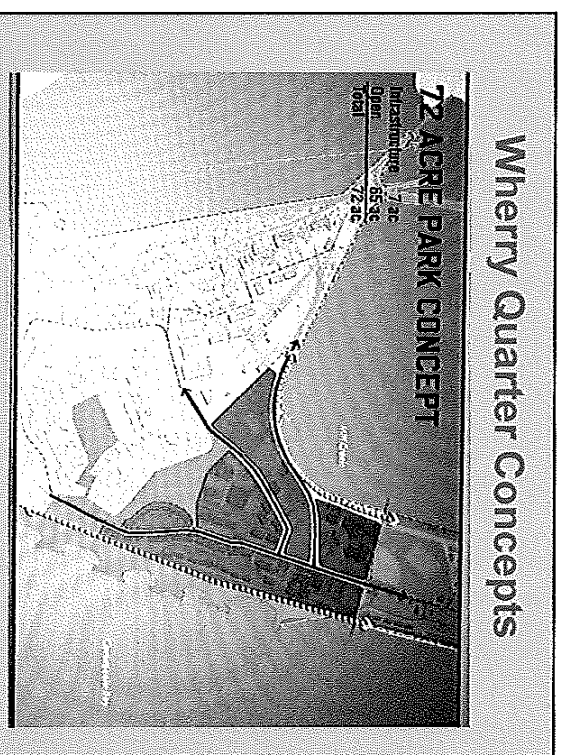 Wherry Quarter Concepts
72 ACRE PARK CONCEPT
Infrastructure 7 ac
Open 65 ac
Total 72 ac